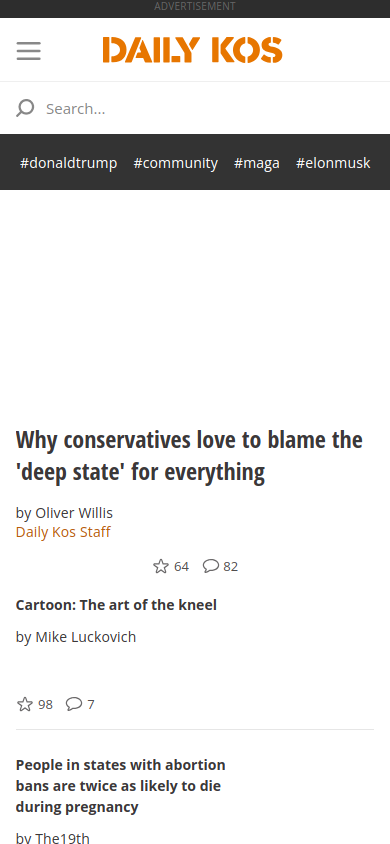 ADVERTISEMENT
DAILY KOS
Search...
#donaldtrump #community #maga #elonmusk
Why conservatives love to blame the
'deep state' for everything
by Oliver Willis
Daily Kos Staff
64 82
Cartoon: The art of the kneel
by Mike Luckovich
98 7
People in states with abortion
bans are twice as likely to die
during pregnancy
by The19th